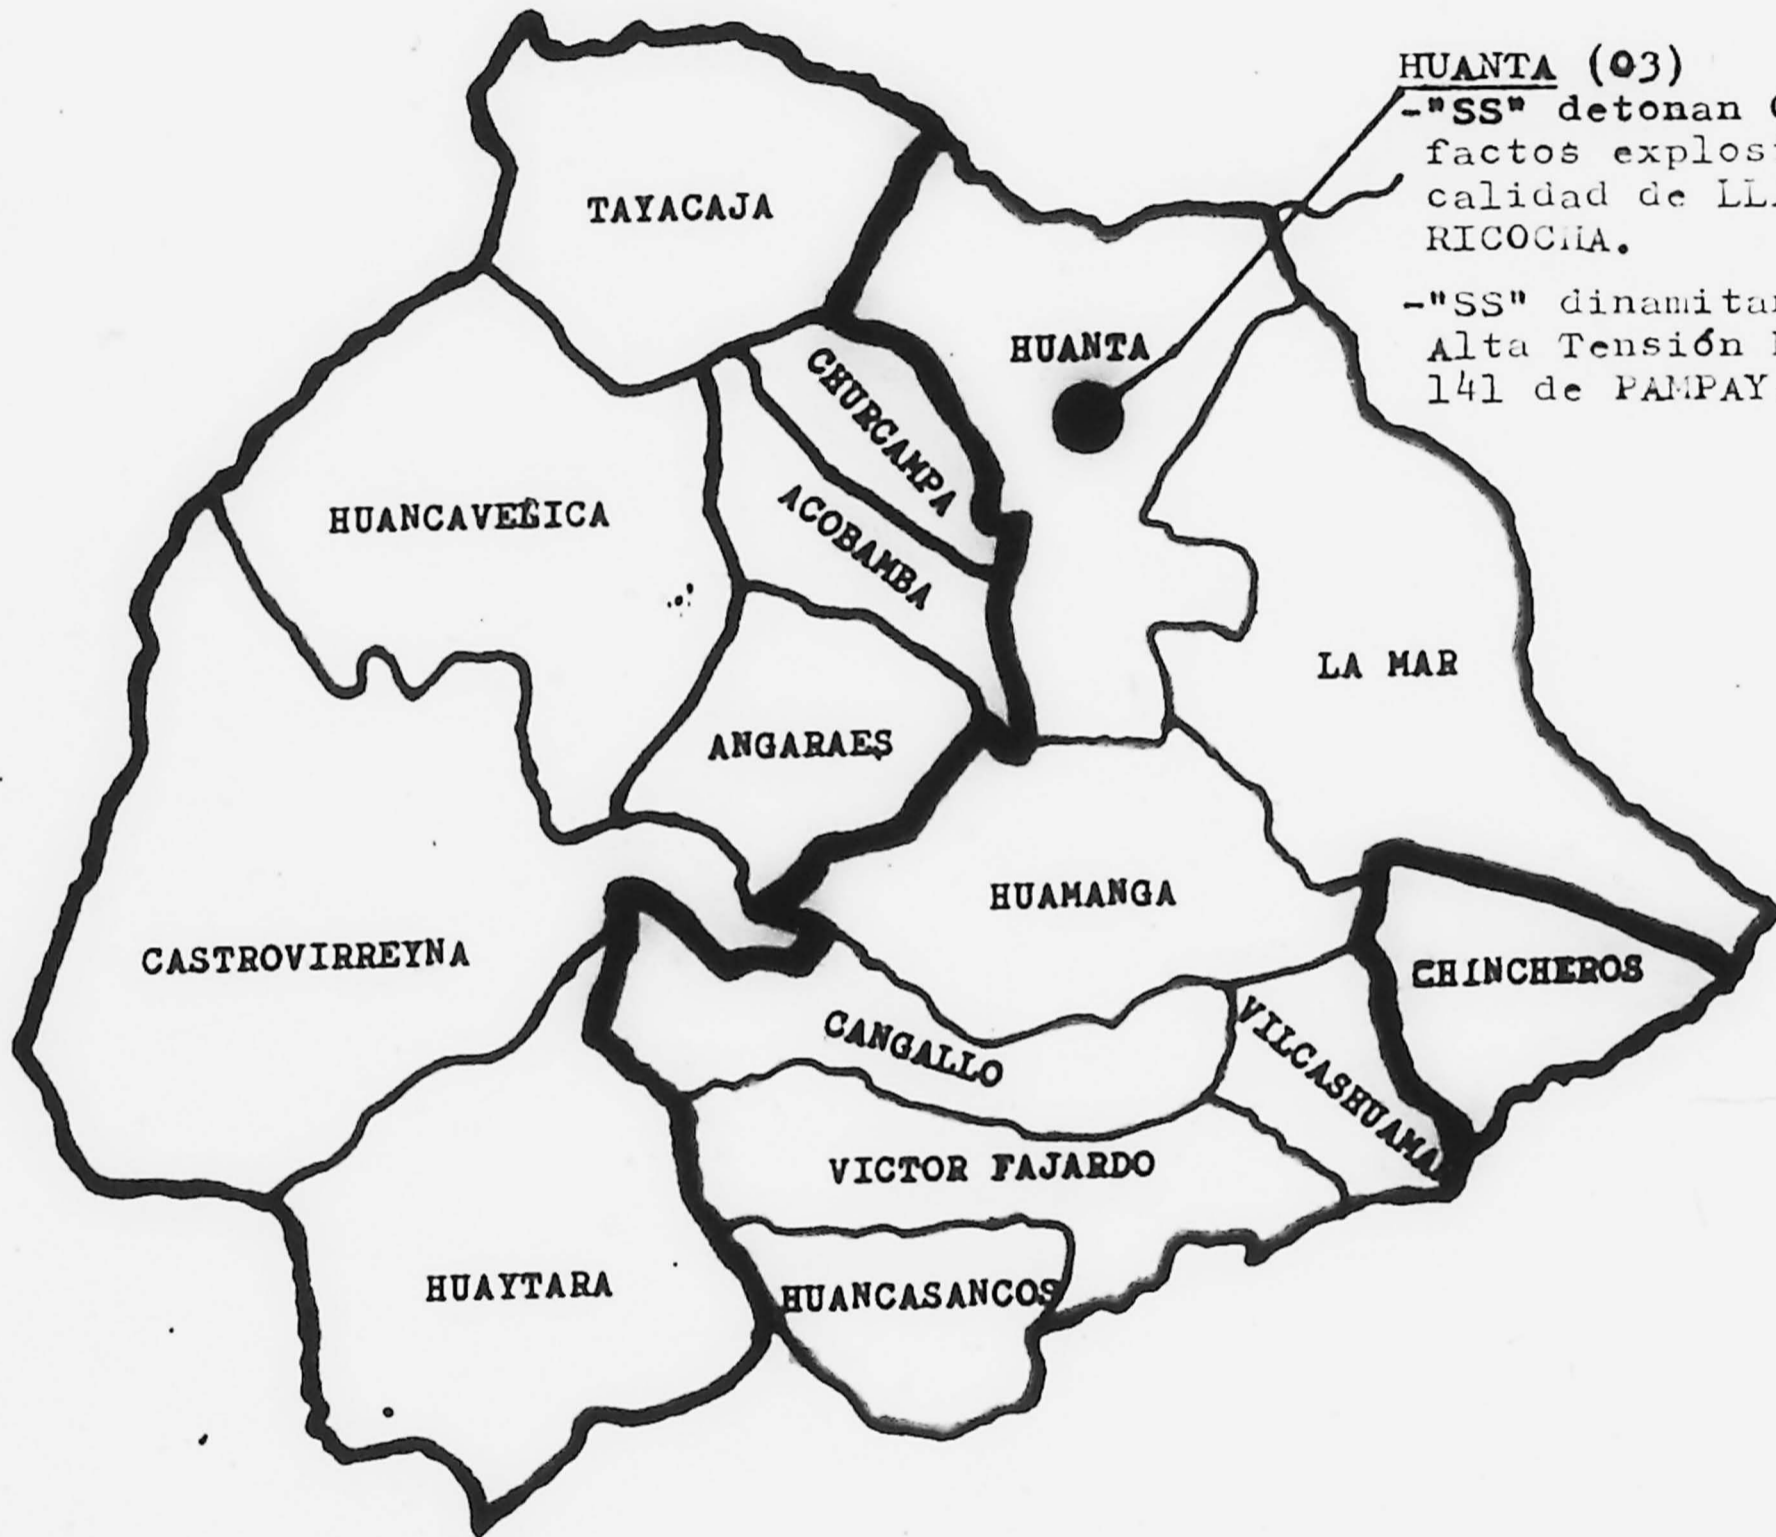 HUANTA (03)
-"SS" detonan
factos explos
calidad de LL
RICOCHA.
-"SS" dinamita
Alta Tensión
141 de PAMPAY
TAYACAJA
HUANTA
CHURCAMPA
HUANCAVELICA
ACOBAMBA
LA MAR
ANGARAES
HUAMANGA
CASTROVIRREYNA
CHINCHEROS
CANGALLO
VILCASHUAMA
VICTOR FAJARDO
HUAYTARA
HUANCASANCOS